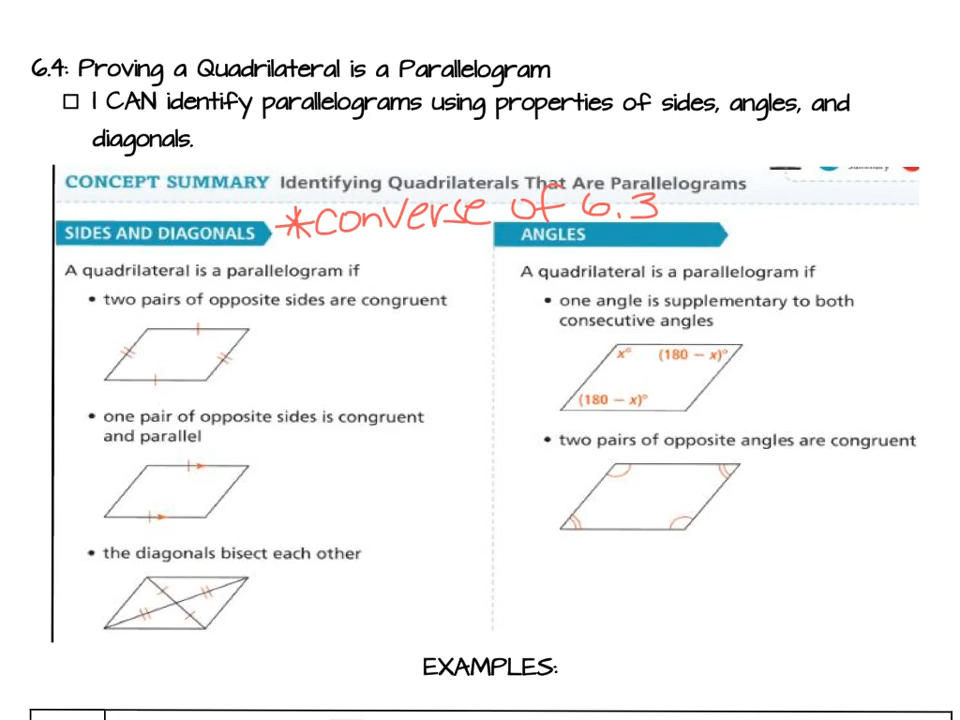 6.4: Proving a Quadrilateral is a Parallelogram
□ I CAN identify parallelograms using properties of sides, angles, and
diagonals.
CONCEPT SUMMARY Identifying Quadrilaterals That Are Parallelograms
*converse of 6.3
SIDES AND DIAGONALS
A quadrilateral is a parallelogram if
• two pairs of opposite sides are congruent
• one pair of opposite sides is congruent
and parallel
• the diagonals bisect each other
ANGLES
A quadrilateral is a parallelogram if
• one angle is supplementary to both
consecutive angles
x° (180 − x)°
(180 − x)°
• two pairs of opposite angles are congruent
EXAMPLES: